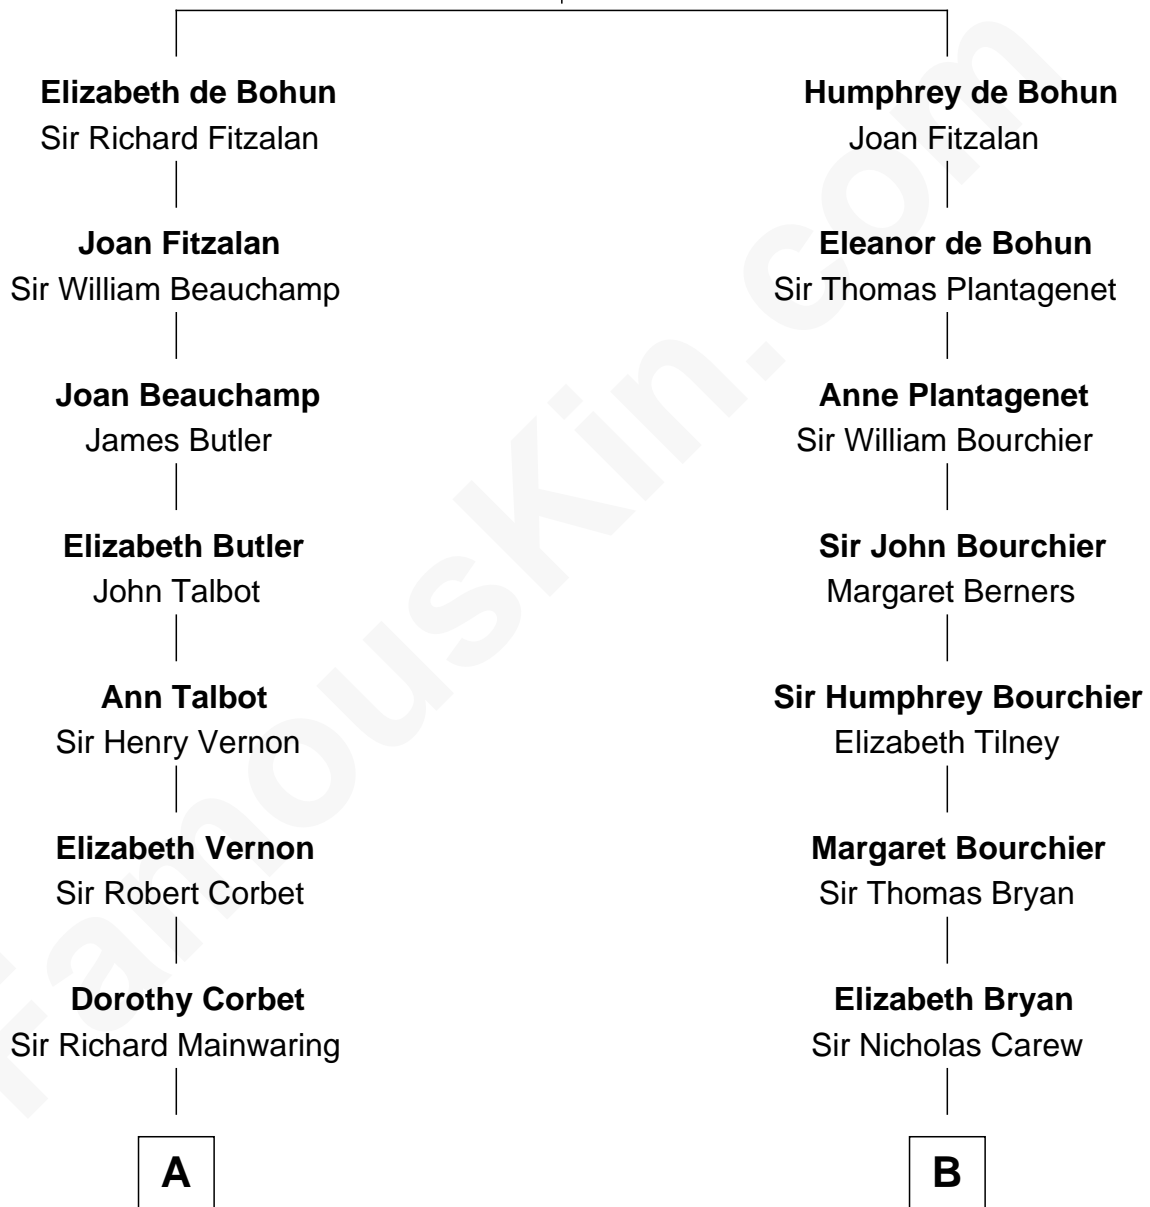 Elizabeth de Bohun
Sir Richard Fitzalan
Humphrey de Bohun
Joan Fitzalan
Joan Fitzalan
Sir William Beauchamp
Eleanor de Bohun
Sir Thomas Plantagenet
Joan Beauchamp
James Butler
Anne Plantagenet
Sir William Bourchier
Elizabeth Butler
John Talbot
Sir John Bourchier
Margaret Berners
Ann Talbot
Sir Henry Vernon
Sir Humphrey Bourchier
Elizabeth Tilney
Elizabeth Vernon
Sir Robert Corbet
Margaret Bourchier
Sir Thomas Bryan
Dorothy Corbet
Sir Richard Mainwaring
Elizabeth Bryan
Sir Nicholas Carew
A
B
FamousKin.com